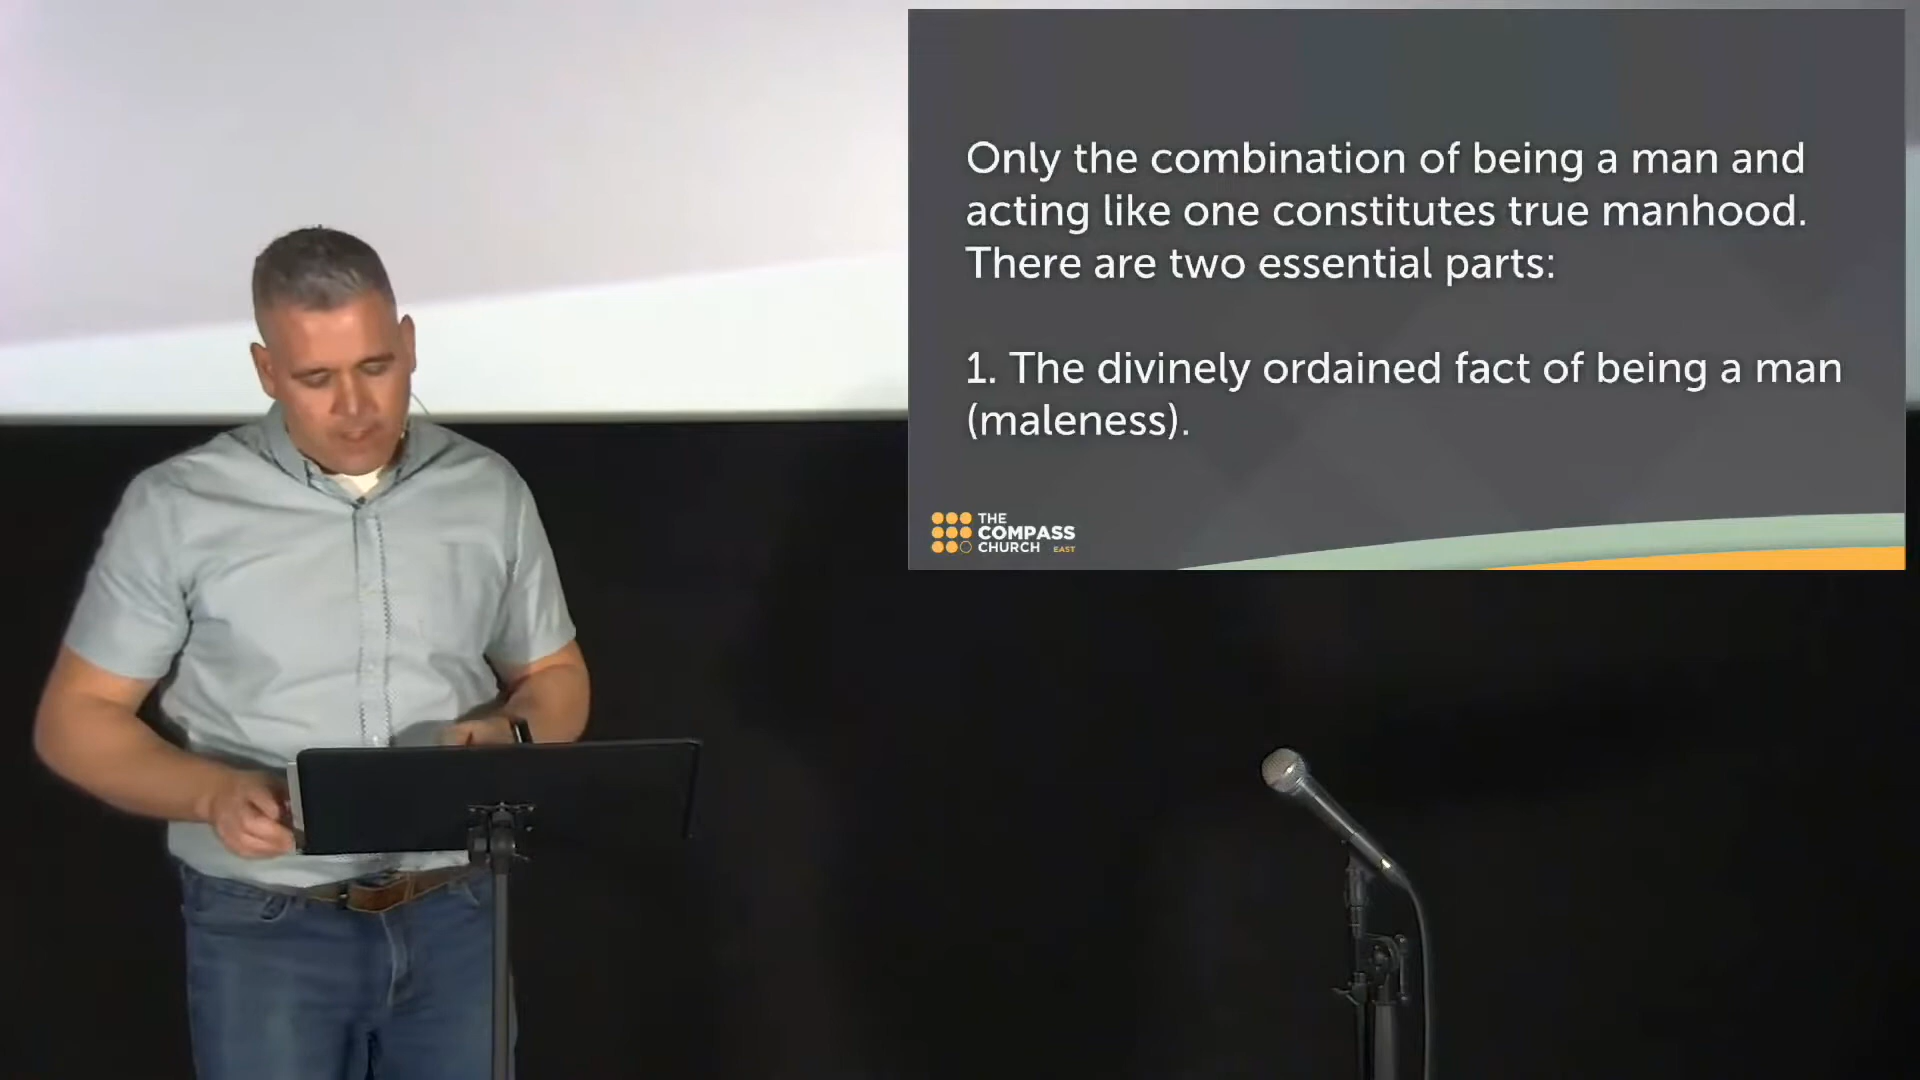 Only the combination of being a man and
acting like one constitutes true manhood.
There are two essential parts:
1. The divinely ordained fact of being a man
(maleness).
THE
COMPASS
CHURCH EAST